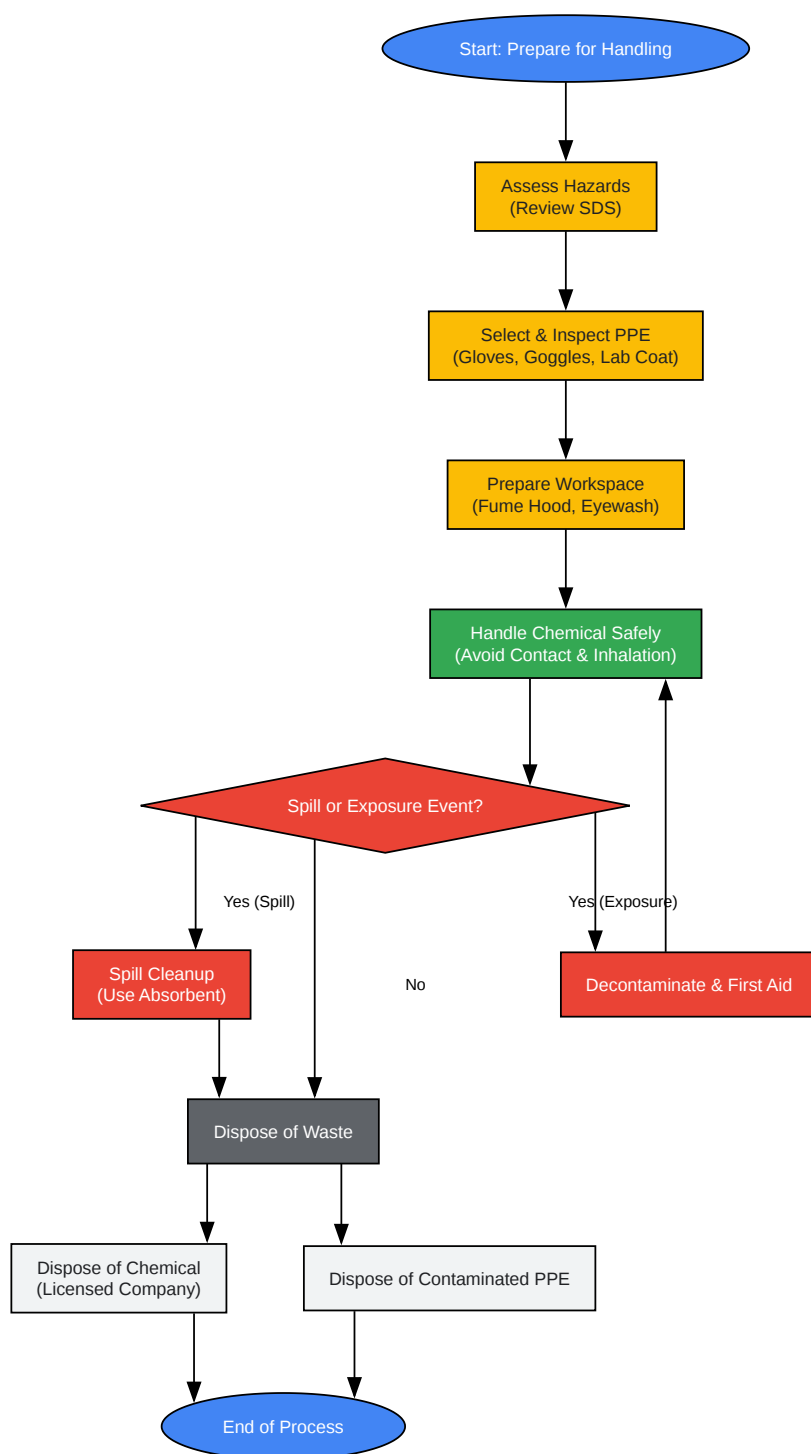 Start: Prepare for Handling
Assess Hazards
(Review SDS)
Select & Inspect PPE
(Gloves, Goggles, Lab Coat)
Prepare Workspace
(Fume Hood, Eyewash)
Handle Chemical Safely
(Avoid Contact & Inhalation)
Spill or Exposure Event?
Yes (Spill)
Yes (Exposure)
Spill Cleanup
(Use Absorbent)
No
Decontaminate & First Aid
Dispose of Waste
Dispose of Chemical
(Licensed Company)
Dispose of Contaminated PPE
End of Process